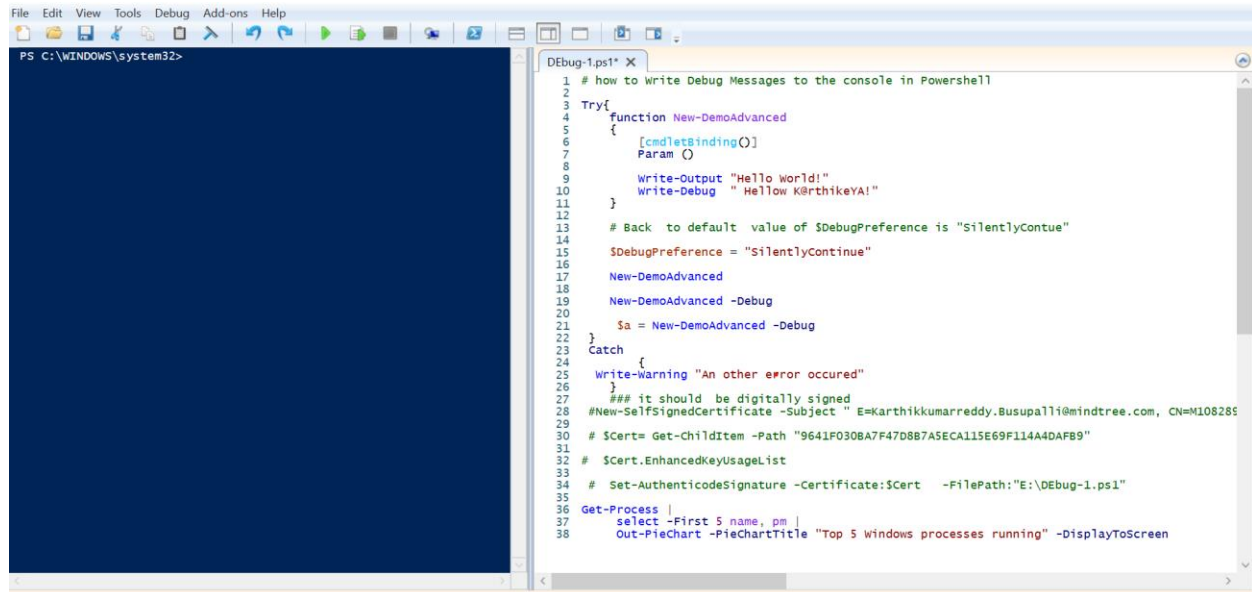 File Edit View Tools Debug Add-ons Help
PS C:\WINDOWS\system32>
DEbug-1.ps1* X
1 # how to Write Debug Messages to the console in Powershell
2
3 Try{
4 function New-DemoAdvanced
5 {
6 [cmdletBinding()]
7 Param ()
8
9 Write-Output "Hello World!"
10 Write-Debug " Hellow K@rthikeYA!"
11 }
12
13 # Back to default value of $DebugPreference is "SilentlyContue"
14
15 $DebugPreference = "SilentlyContinue"
16
17 New-DemoAdvanced
18
19 New-DemoAdvanced -Debug
20
21 $a = New-DemoAdvanced -Debug
22 }
23 Catch
24 {
25 Write-Warning "An other e≠ror occured"
26 }
27 ### it should be digitally signed
28 #New-SelfSignedCertificate -Subject " E=Karthikkumarreddy.Busupalli@mindtree.com, CN=M108289
29
30 # $Cert= Get-ChildItem -Path "9641F030BA7F47D8B7A5ECA115E69F114A4DAFB9"
31
32 # $Cert.EnhancedKeyUsageList
33
34 # Set-AuthenticodeSignature -Certificate:$Cert -FilePath:"E:\DEbug-1.ps1"
35
36 Get-Process |
37 select -First 5 name, pm |
38 Out-PieChart -PieChartTitle "Top 5 Windows processes running" -DisplayToScreen